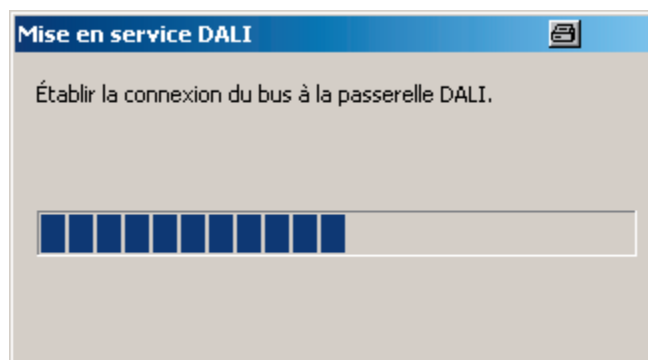 Mise en service DALI
Établir la connexion du bus à la passerelle DALI.